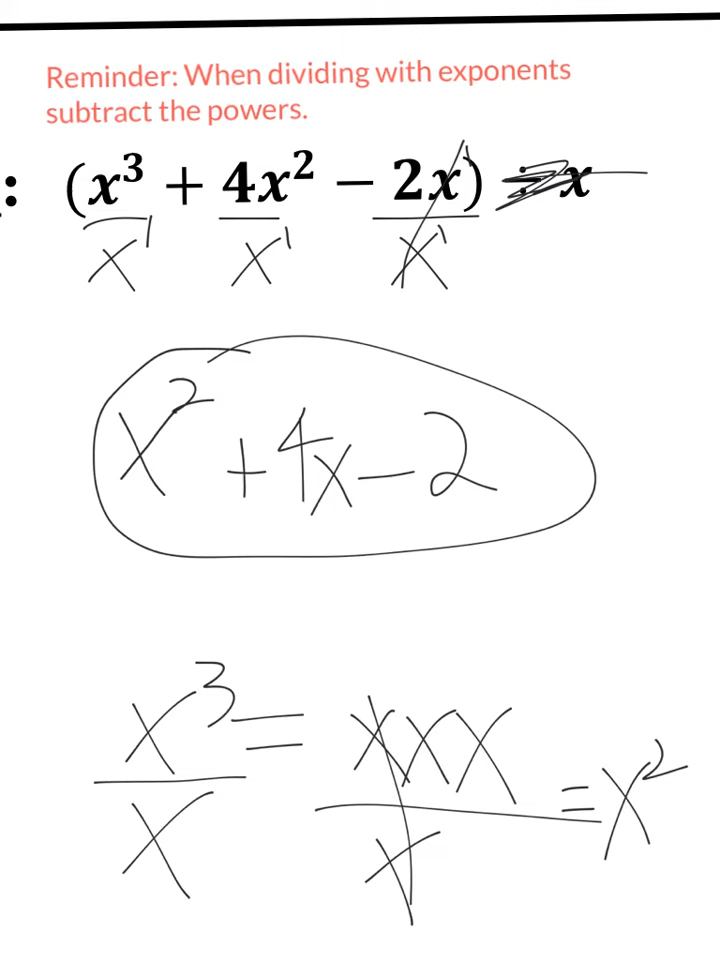 Reminder: When dividing with exponents
subtract the powers.
: (x³ + 4x² − 2x) ÷ x
x¹ x¹ x¹
x² + 4x − 2
x³ = xxx = x²
x x